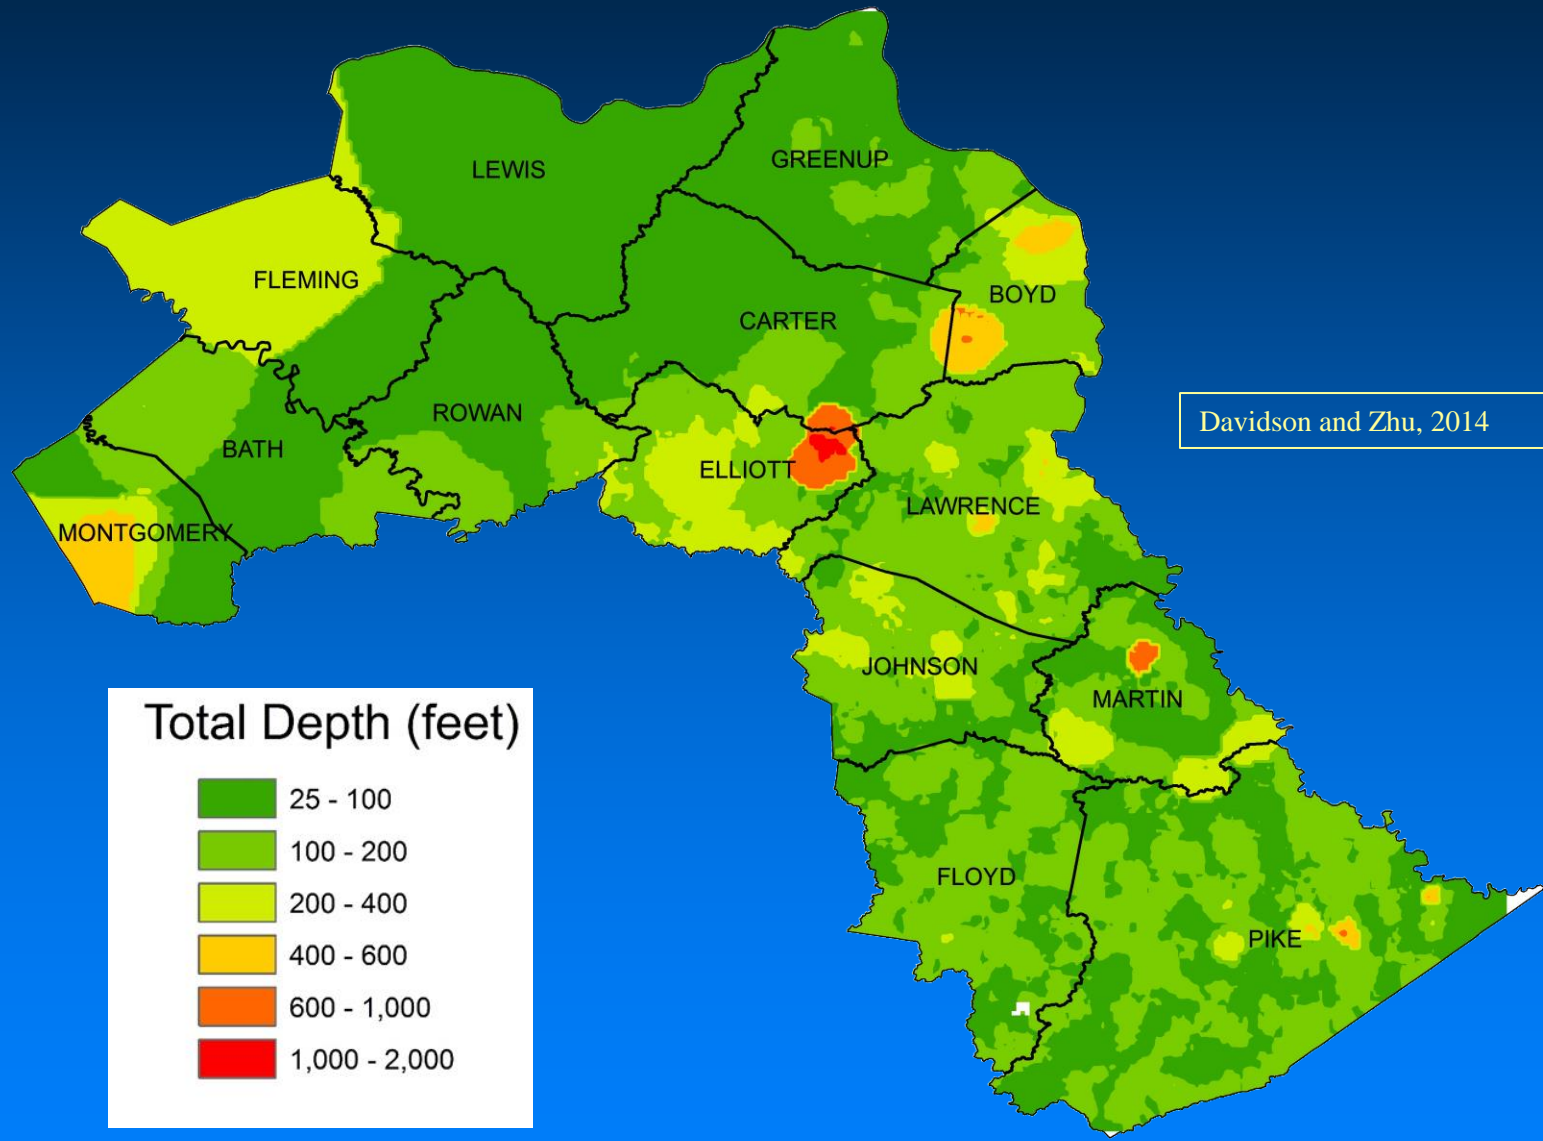 LEWIS
GREENUP
FLEMING
BOYD
CARTER
ROWAN
Davidson and Zhu, 2014
BATH
ELLIOTT
LAWRENCE
MONTGOMERY
JOHNSON
MARTIN
FLOYD
PIKE
Total Depth (feet)
25 - 100
100 - 200
200 - 400
400 - 600
600 - 1,000
1,000 - 2,000